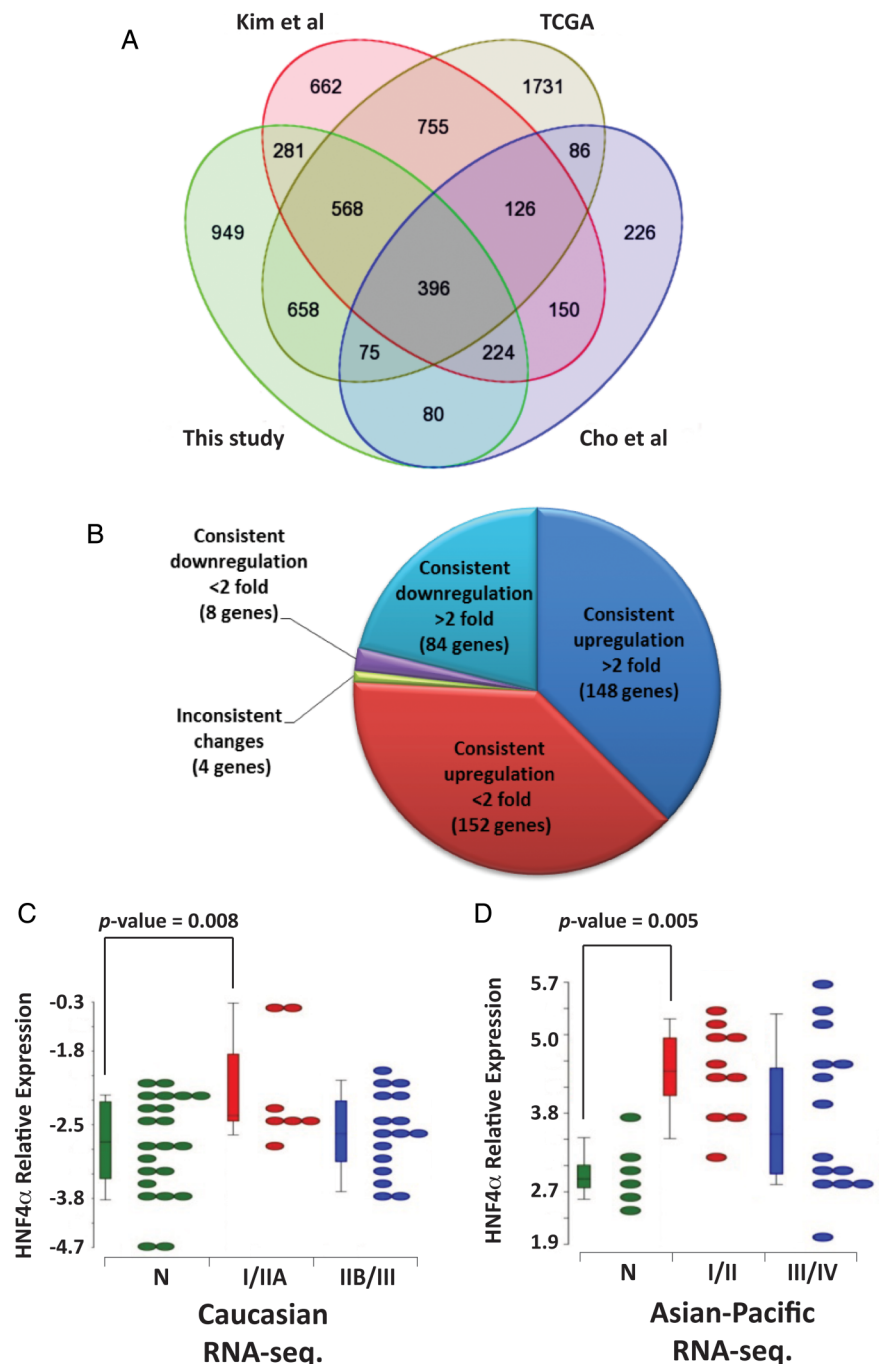 A
Kim et al
TCGA
662
1731
755
281
86
568
126
949
226
396
658
150
75
224
80
This study
Cho et al
B
Consistent
downregulation
<2 fold
(8 genes)
Consistent
downregulation
>2 fold
(84 genes)
Consistent
upregulation
>2 fold
(148 genes)
Inconsistent
changes
(4 genes)
Consistent
upregulation
<2 fold
(152 genes)
C
p-value = 0.008
HNF4α Relative Expression
-0.3
-1.8
-2.5
-3.8
-4.7
N
I/IIA
IIB/III
Caucasian
RNA-seq.
D
p-value = 0.005
HNF4α Relative Expression
5.7
5.0
3.8
2.7
1.9
N
I/II
III/IV
Asian-Pacific
RNA-seq.